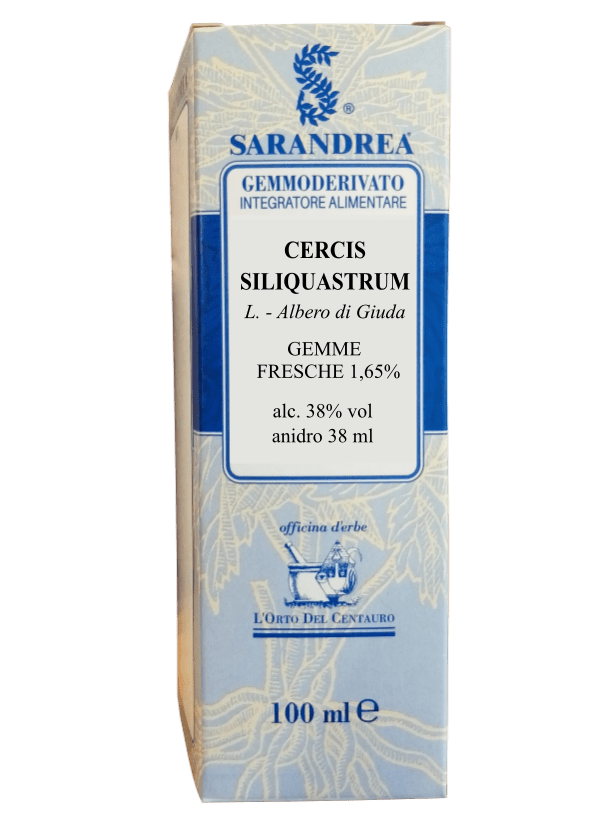 ®
SARANDREA
GEMMODERIVATO
INTEGRATORE ALIMENTARE
CERCIS
SILIQUASTRUM
L. - Albero di Giuda
GEMME
FRESCHE 1,65%
alc. 38% vol
anidro 38 ml
officina d'erbe
L'ORTO DEL CENTAURO
100 ml ℮